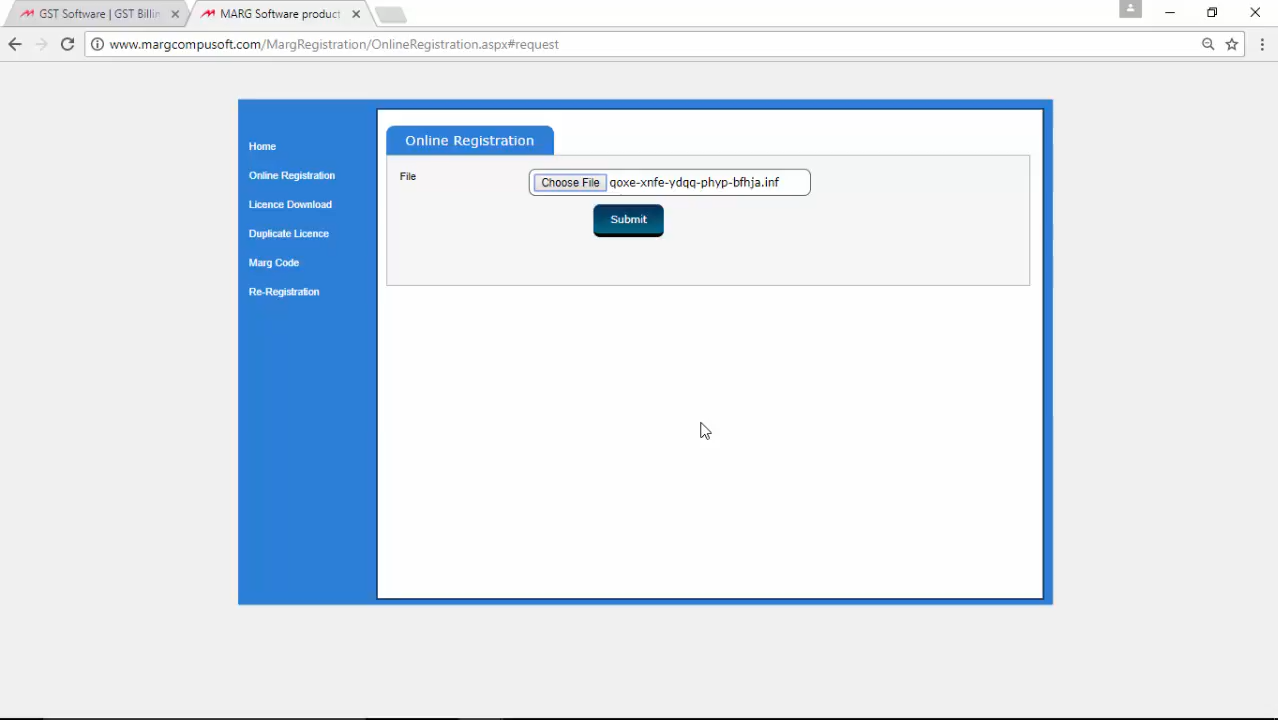 GST Software | GST Billin
MARG Software product
www.margcompusoft.com/MargRegistration/OnlineRegistration.aspx#request
Home
Online Registration
Licence Download
Duplicate Licence
Marg Code
Re-Registration
Online Registration
File
Choose File qoxe-xnfe-ydqq-phyp-bfhja.inf
Submit